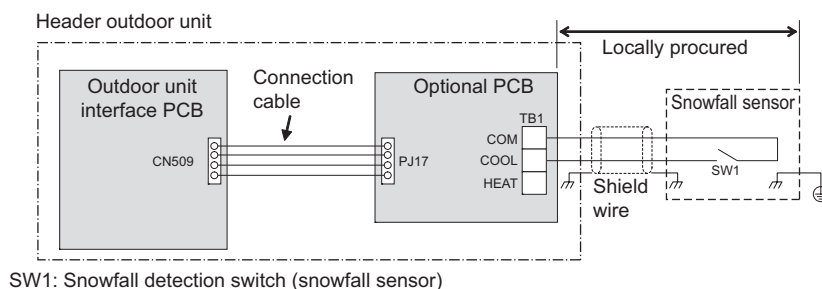 Header outdoor unit
Locally procured
Outdoor unit
interface PCB
Connection
cable
Optional PCB
Snowfall sensor
TB1
COM
COOL
HEAT
CN509
PJ17
SW1
Shield
wire
SW1: Snowfall detection switch (snowfall sensor)